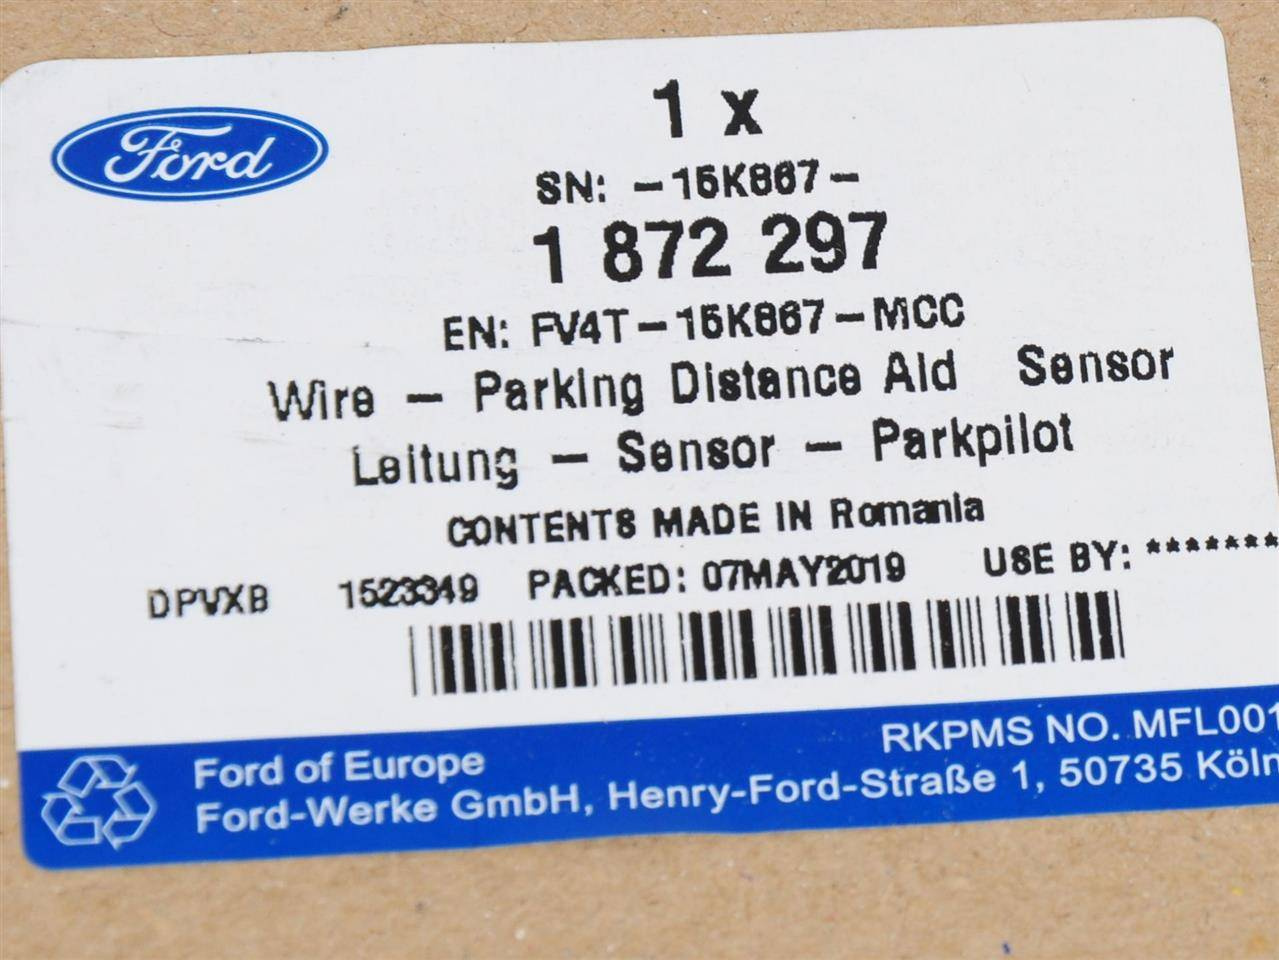 Ford
1 x
SN: -15K867-
1 872 297
EN: FV4T-15K867-MCC
Wire - Parking Distance Aid Sensor
Leitung - Sensor - Parkpilot
CONTENTS MADE IN Romania
DPVXB 1523349 PACKED: 07MAY2019 USE BY: *******
RKPMS NO. MFL001
Ford of Europe
Ford-Werke GmbH, Henry-Ford-Straße 1, 50735 Köln